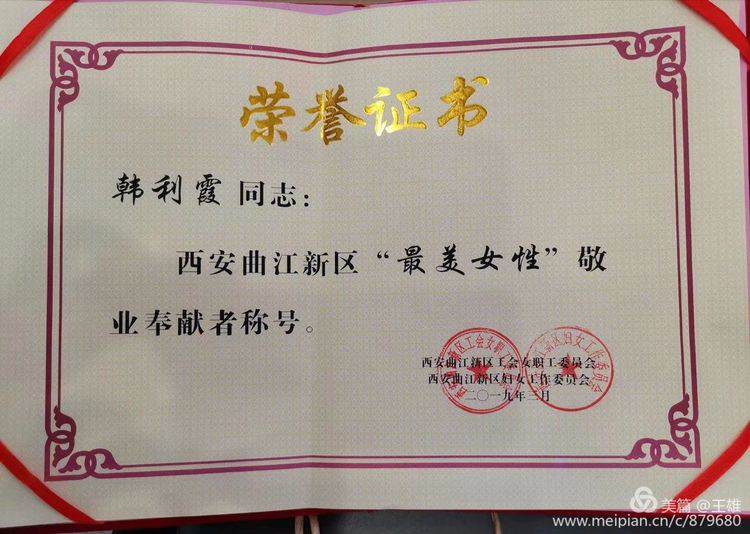 荣誉证书
韩利霞 同志：
西安曲江新区“最美女性”敬
业奉献者称号。
西安曲江新区工会女职工委员会
西安曲江新区妇女工作委员会
二〇一九年三月
美篇 @王雄
www.meipian.cn/c/879680